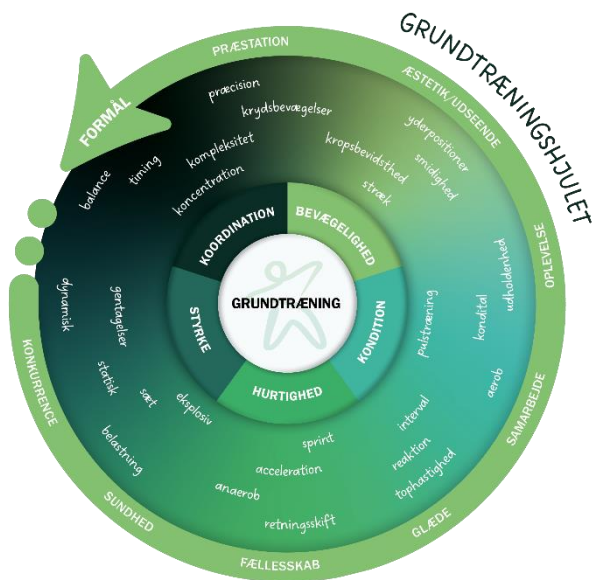 GRUNDTRÆNINGSHJULET
FORMÅL
PRÆSTATION
ÆSTETIK/UDSEENDE
OPLEVELSE
SAMARBEJDE
GLÆDE
FÆLLESSKAB
SUNDHED
KONKURRENCE
GRUNDTRÆNING
KOORDINATION
BEVÆGELIGHED
KONDITION
HURTIGHED
STYRKE
præcision
krydsbevægelser
kompleksitet
koncentration
timing
balance
yderpositioner
smidighed
kropsbevidsthed
stræk
udholdenhed
kondital
pulstræning
aerob
interval
reaktion
tophastighed
sprint
acceleration
anaerob
retningsskift
eksplosiv
sæt
statisk
belastning
gentagelser
dynamisk